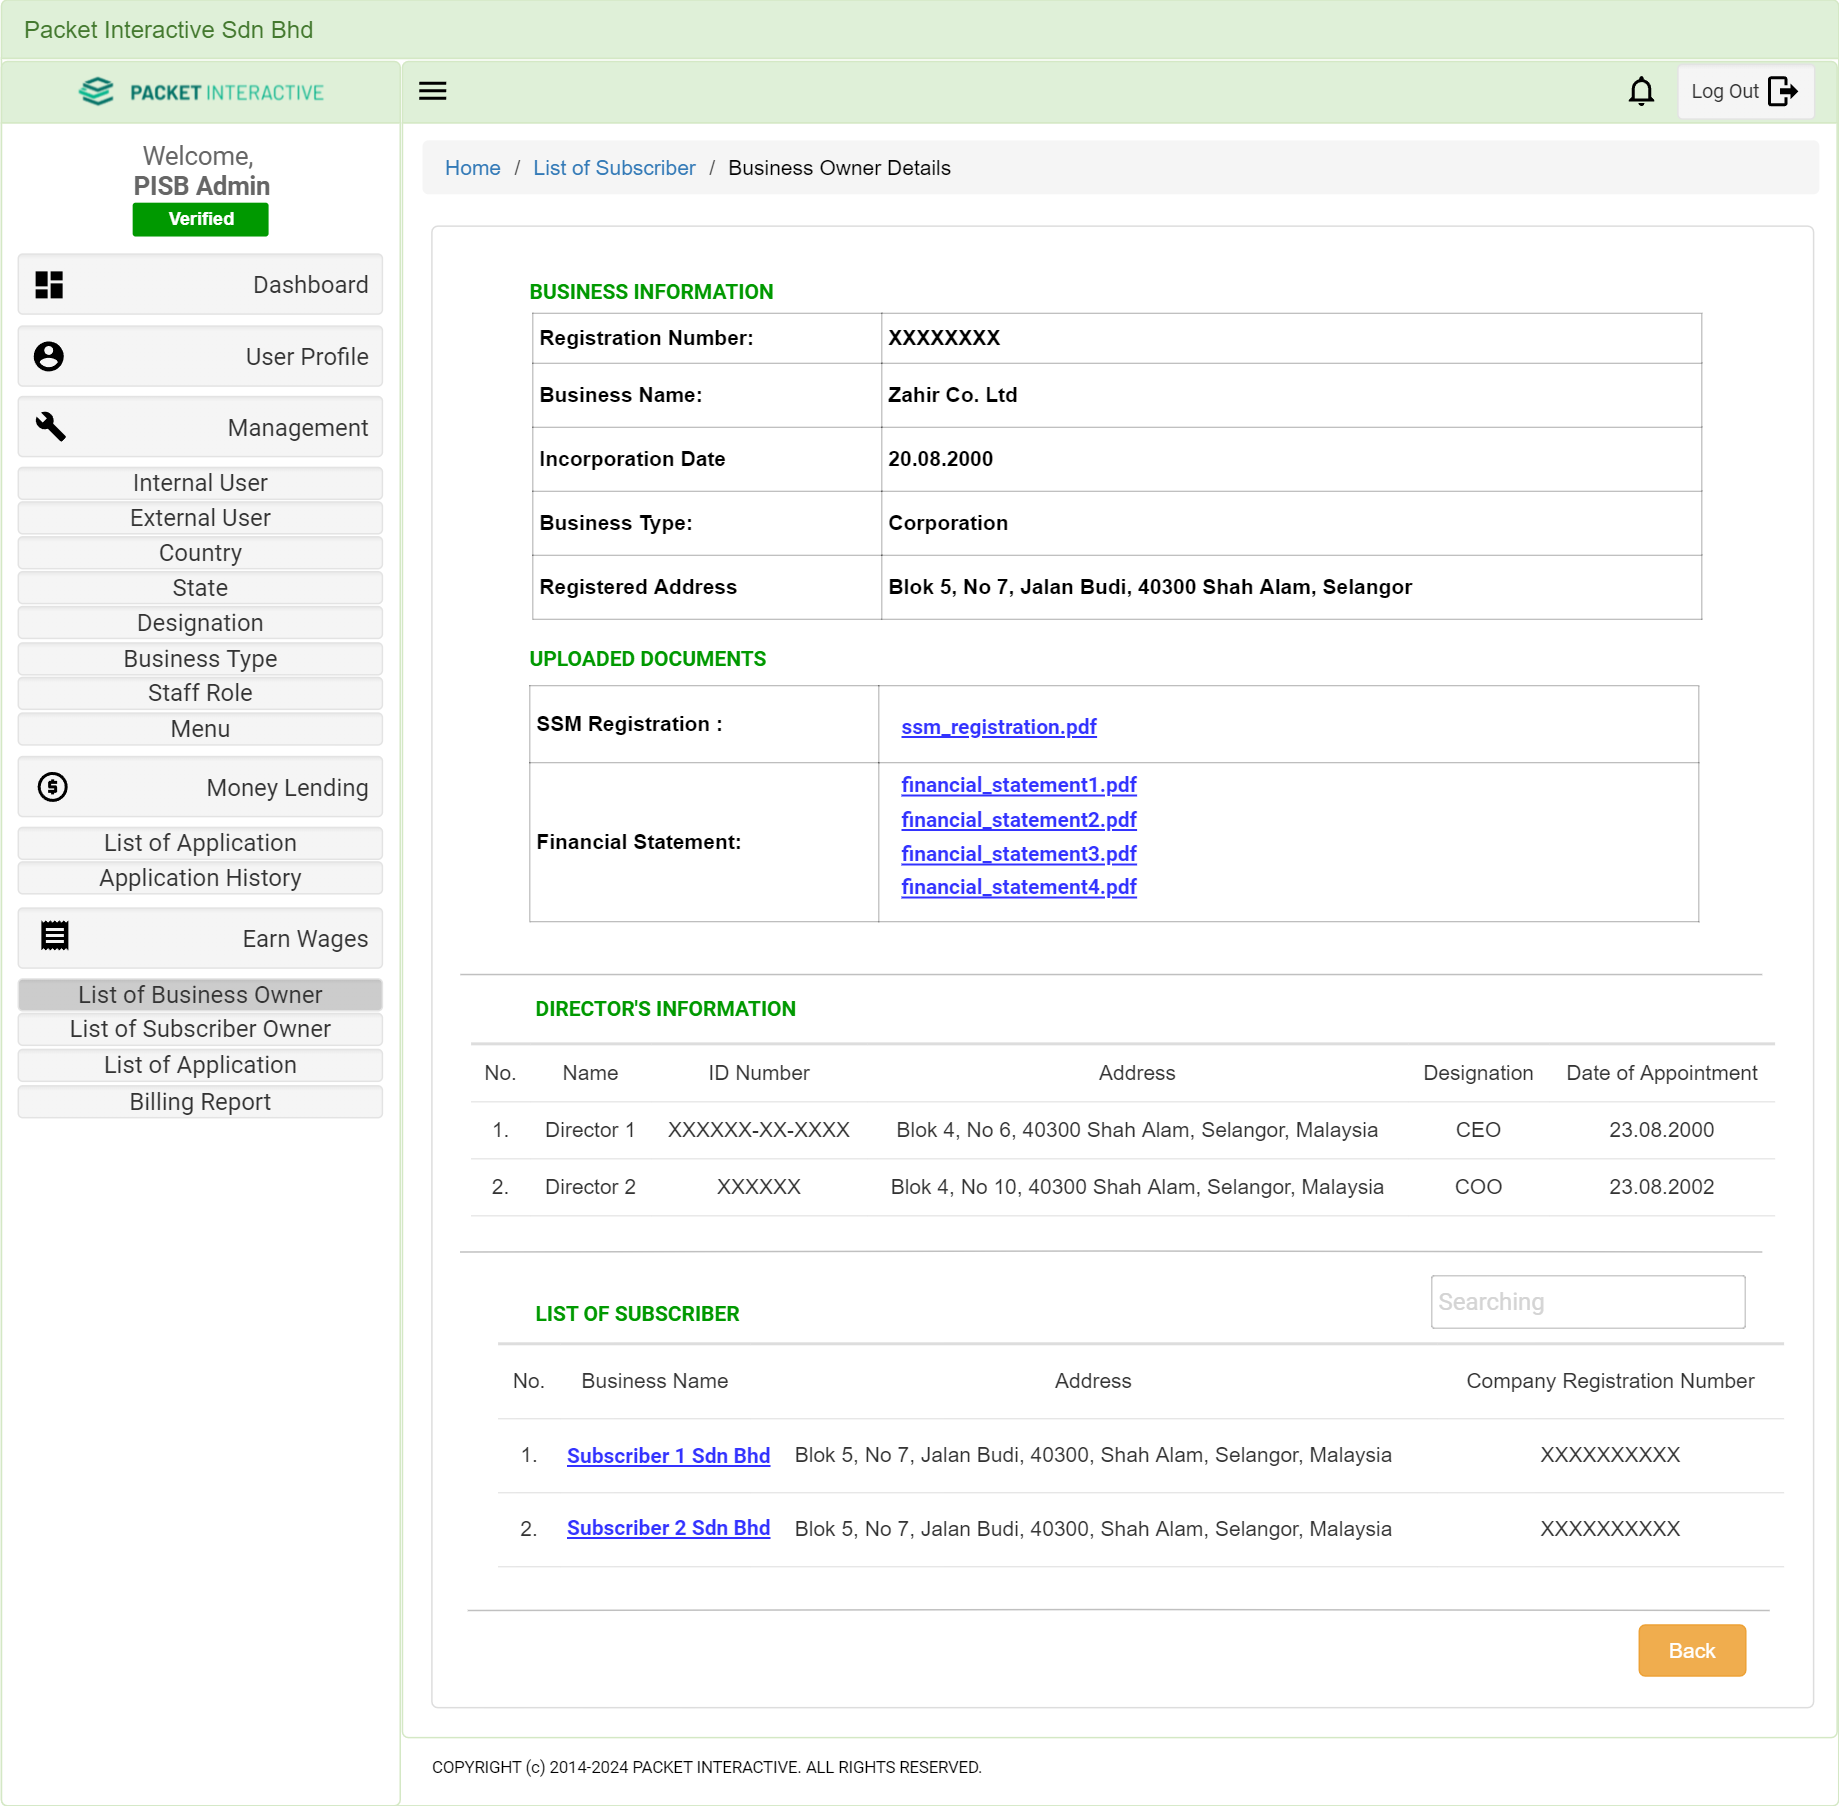 Packet Interactive Sdn Bhd
PACKET INTERACTIVE
Log Out
Welcome,
PISB Admin
Verified
Dashboard
User Profile
Management
Internal User
External User
Country
State
Designation
Business Type
Staff Role
Menu
Money Lending
List of Application
Application History
Earn Wages
List of Business Owner
List of Subscriber Owner
List of Application
Billing Report
Home / List of Subscriber / Business Owner Details
BUSINESS INFORMATION
Registration Number: XXXXXXXX
Business Name: Zahir Co. Ltd
Incorporation Date 20.08.2000
Business Type: Corporation
Registered Address Blok 5, No 7, Jalan Budi, 40300 Shah Alam, Selangor
UPLOADED DOCUMENTS
SSM Registration : ssm_registration.pdf
Financial Statement:
financial_statement1.pdf
financial_statement2.pdf
financial_statement3.pdf
financial_statement4.pdf
DIRECTOR'S INFORMATION
No. Name ID Number Address Designation Date of Appointment
1. Director 1 XXXXXX-XX-XXXX Blok 4, No 6, 40300 Shah Alam, Selangor, Malaysia CEO 23.08.2000
2. Director 2 XXXXXX Blok 4, No 10, 40300 Shah Alam, Selangor, Malaysia COO 23.08.2002
Searching
LIST OF SUBSCRIBER
No. Business Name Address Company Registration Number
1. Subscriber 1 Sdn Bhd Blok 5, No 7, Jalan Budi, 40300, Shah Alam, Selangor, Malaysia XXXXXXXXXX
2. Subscriber 2 Sdn Bhd Blok 5, No 7, Jalan Budi, 40300, Shah Alam, Selangor, Malaysia XXXXXXXXXX
Back
COPYRIGHT (c) 2014-2024 PACKET INTERACTIVE. ALL RIGHTS RESERVED.